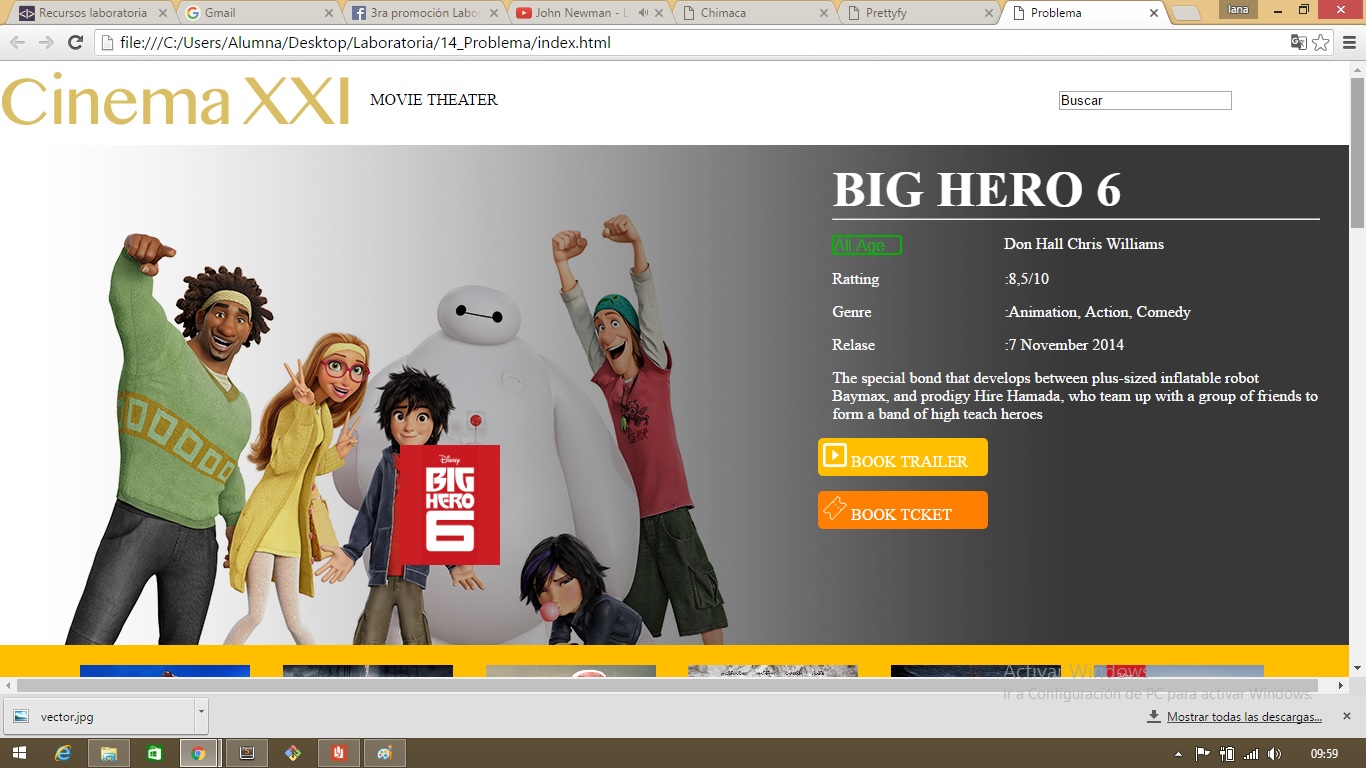 Recursos laboratoria
Gmail
3ra promoción Labo
John Newman - L
Chimaca
Prettyfy
Problema
Iana
file:///C:/Users/Alumna/Desktop/Laboratoria/14_Problema/index.html
Cinema XXI
MOVIE THEATER
Buscar
BIG HERO 6
All Age
Don Hall Chris Williams
Ratting
:8,5/10
Genre
:Animation, Action, Comedy
Relase
:7 November 2014
The special bond that develops between plus-sized inflatable robot
Baymax, and prodigy Hire Hamada, who team up with a group of friends to
form a band of high teach heroes
BOOK TRAILER
BOOK TCKET
Disney
BIG
HERO
6
Activar Windows
Ir a Configuración de PC para activar Windows.
vector.jpg
Mostrar todas las descargas...
09:59